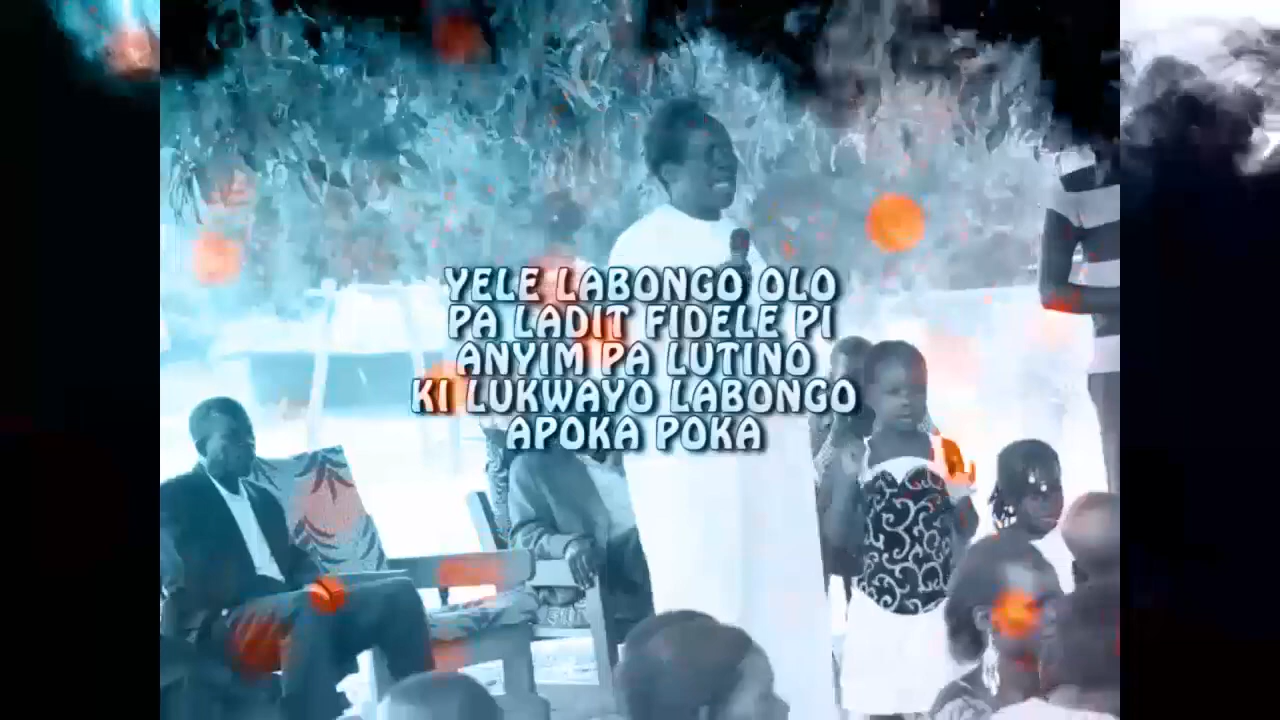 YELE LABONGO OLO
PA LADIT FIDELE PI
ANYIM PA LUTINO
KI LUKWAYO LABONGO
APOKA POKA